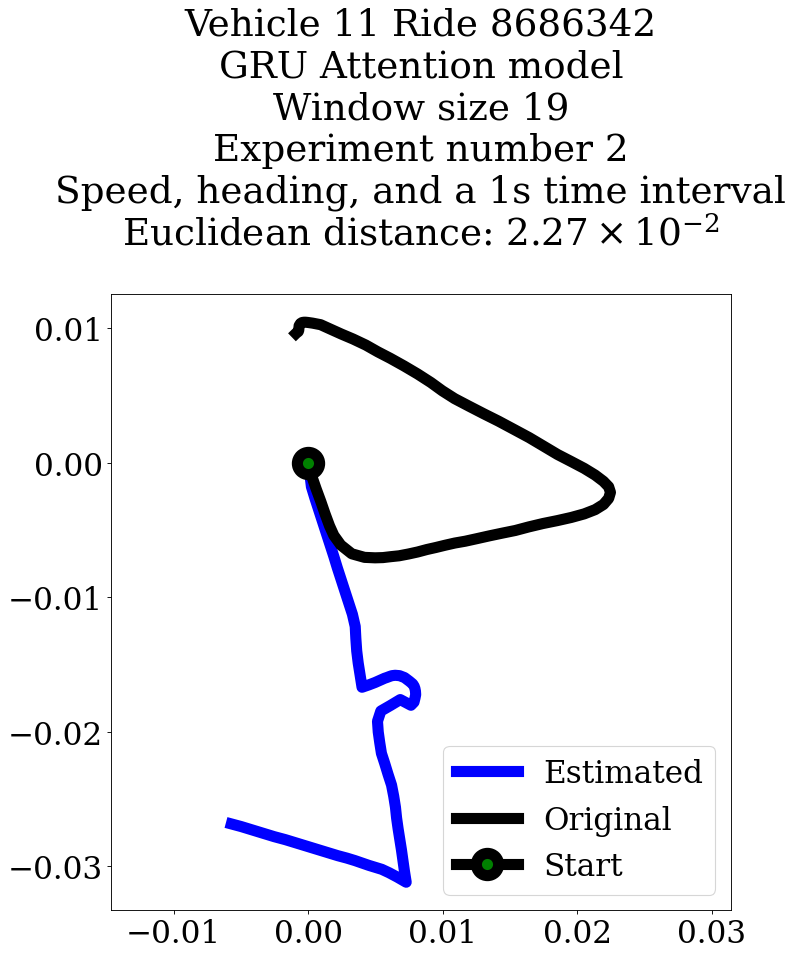 Vehicle 11 Ride 8686342
GRU Attention model
Window size 19
Experiment number 2
Speed, heading, and a 1s time interval
Euclidean distance: 2.27 × 10⁻²
0.01
0.00
−0.01
−0.02
−0.03
Estimated
Original
Start
−0.01 0.00 0.01 0.02 0.03